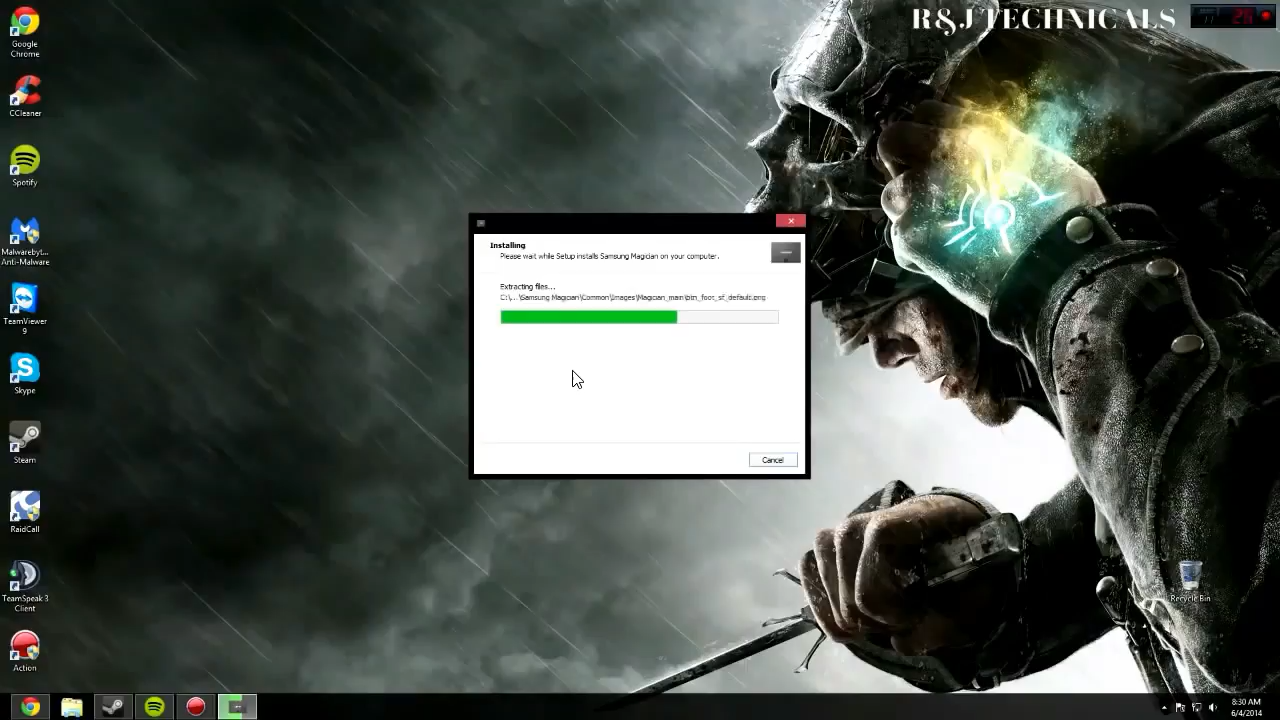 R&J TECHNICALS
Google
Chrome
CCleaner
Spotify
Malwareb​yt...
Anti-Malware
TeamViewer
9
Skype
Steam
RaidCall
TeamSpeak 3
Client
Action
Installing
Please wait while Setup installs Samsung Magician on your computer.
Extracting files...
C:\...\Samsung Magician\Common\Images\Magician_main\btn_foot_sf_default.png
Cancel
Recycle Bin
8:30 AM
6/4/2014